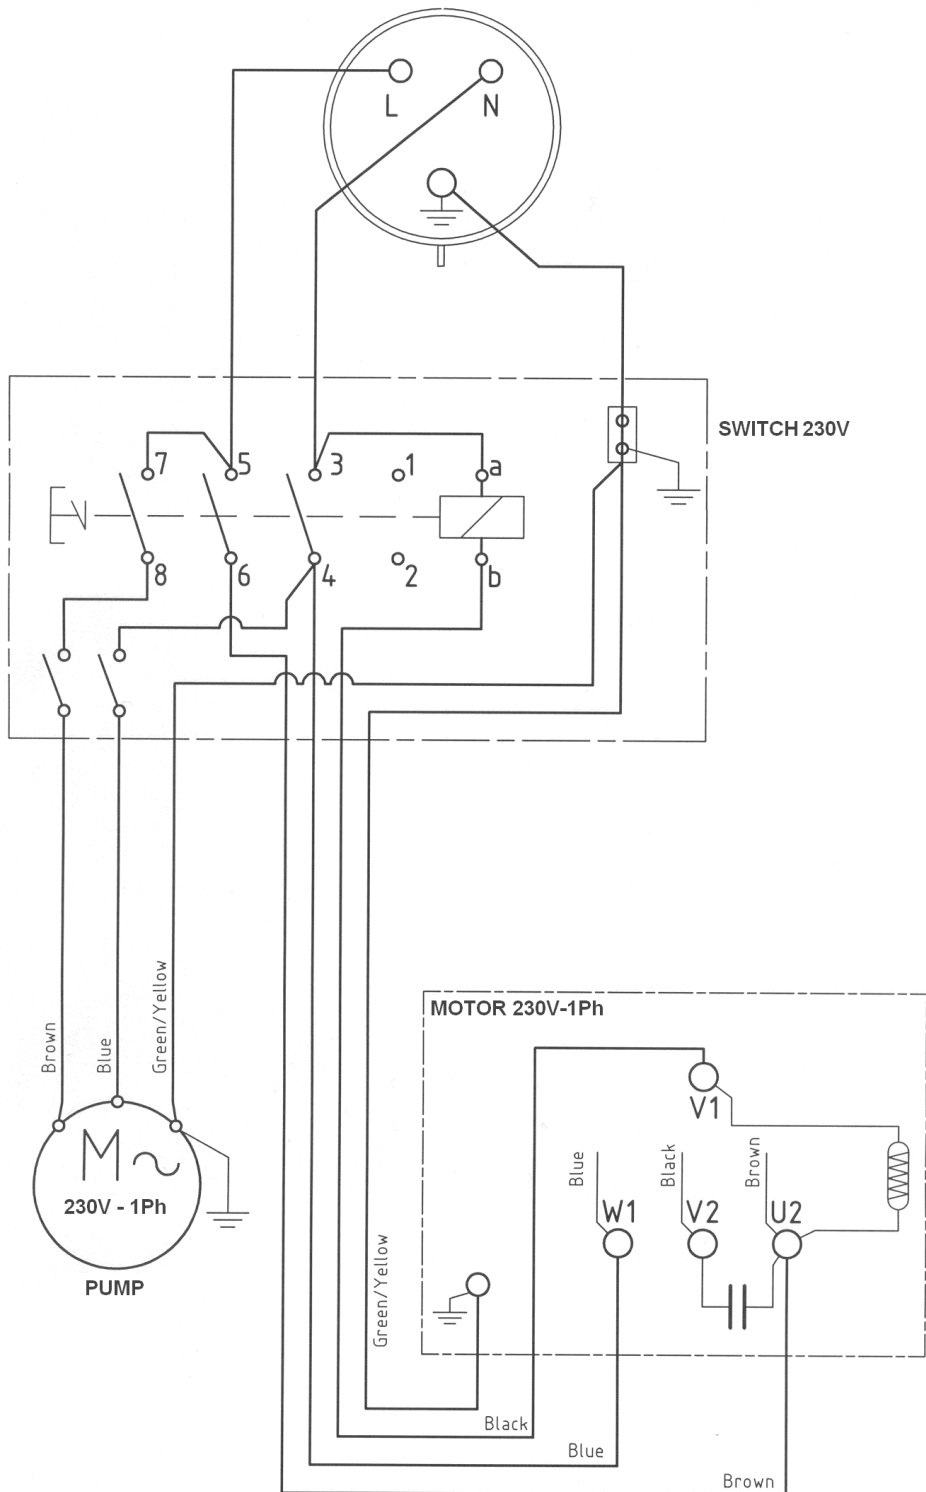 L
N
SWITCH 230V
7
5
3
1
a
8
6
4
2
b
Brown
Blue
Green/Yellow
MOTOR 230V-1Ph
V1
Blue
Black
Brown
W1
V2
U2
M
230V - 1Ph
PUMP
Green/Yellow
Black
Blue
Brown